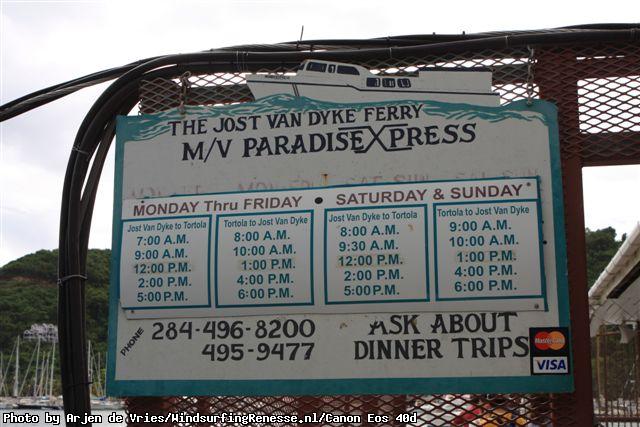 THE JOST VAN DYKE FERRY
M/V PARADISEXPRESS
MONDAY Thru FRIDAY • SATURDAY & SUNDAY
Jost Van Dyke to Tortola
7:00 A.M.
9:00 A.M.
12:00 P.M.
2:00 P.M.
5:00 P.M.
Tortola to Jost Van Dyke
8:00 A.M.
10:00 A.M.
1:00 P.M.
4:00 P.M.
6:00 P.M.
Jost Van Dyke to Tortola
8:00 A.M.
9:30 A.M.
12:00 P.M.
2:00 P.M.
5:00 P.M.
Tortola to Jost Van Dyke
9:00 A.M.
10:00 A.M.
1:00 P.M.
4:00 P.M.
6:00 P.M.
PHONE
284-496-8200
495-9477
ASK ABOUT
DINNER TRIPS
MasterCard
VISA
Photo by Arjen de Vries/WindsurfingRenesse.nl/Canon Eos 40d